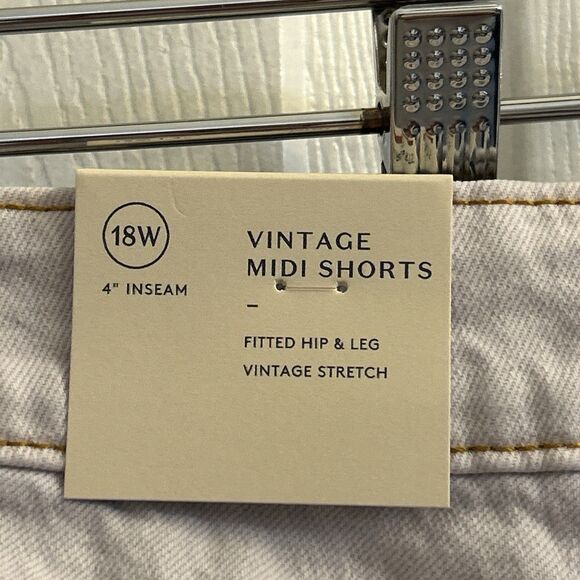 18W
4" INSEAM
VINTAGE
MIDI SHORTS
–
FITTED HIP & LEG
VINTAGE STRETCH